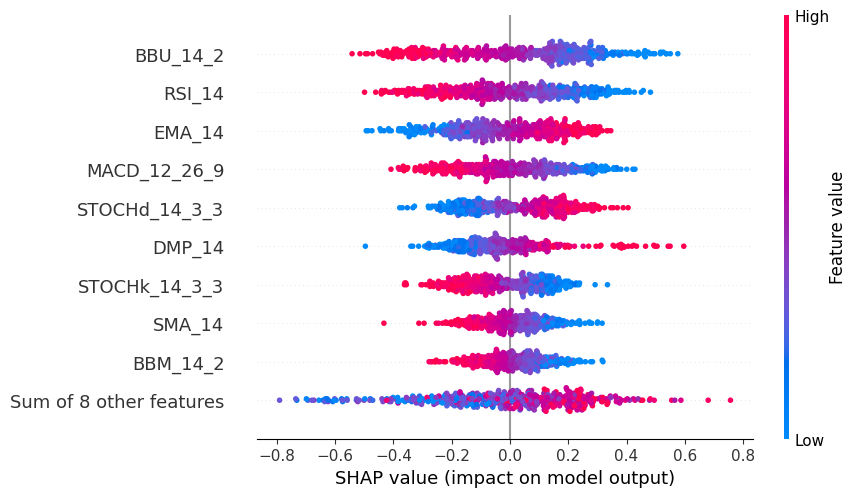 High
BBU_14_2
RSI_14
EMA_14
MACD_12_26_9
STOCHd_14_3_3
DMP_14
STOCHk_14_3_3
SMA_14
BBM_14_2
Sum of 8 other features
Feature value
Low
−0.8 −0.6 −0.4 −0.2 0.0 0.2 0.4 0.6 0.8
SHAP value (impact on model output)